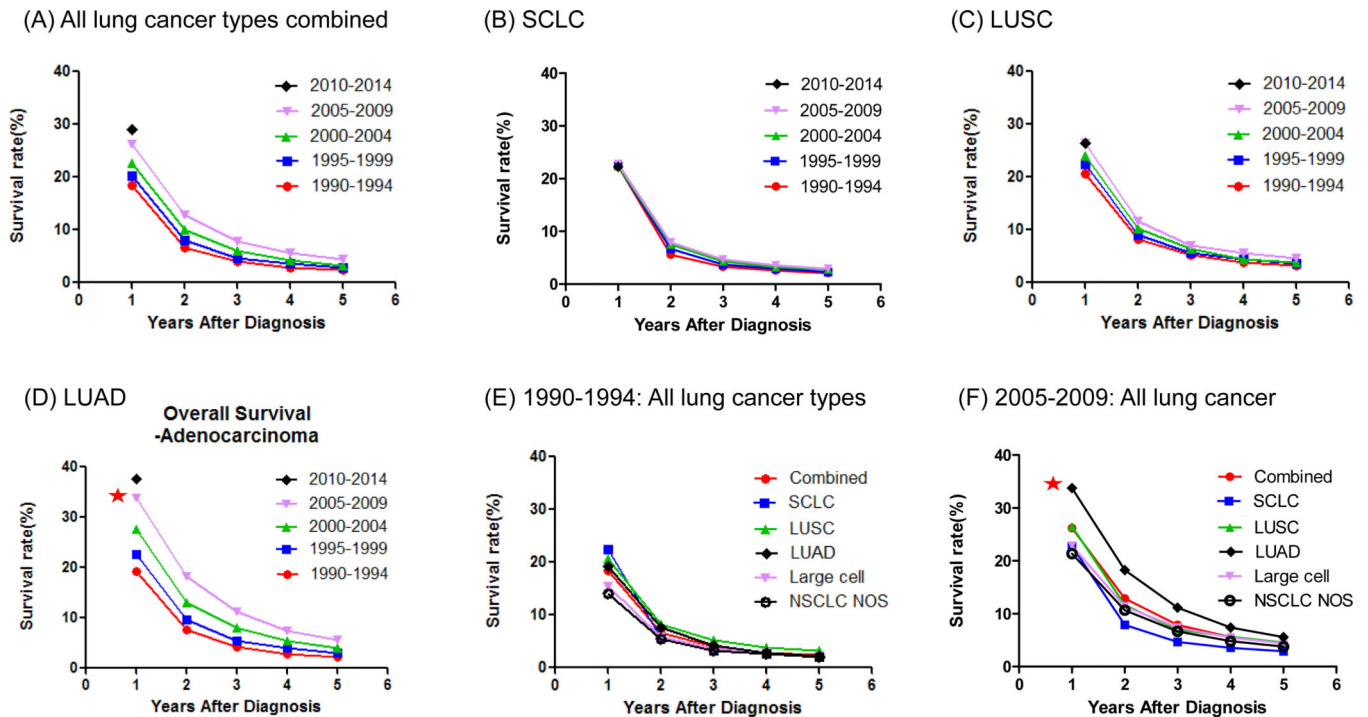 (A) All lung cancer types combined
Survival rate(%)
40
30
20
10
0
0
1
2
3
4
5
6
Years After Diagnosis
2010-2014
2005-2009
2000-2004
1995-1999
1990-1994
(B) SCLC
Survival rate(%)
40
30
20
10
0
0
1
2
3
4
5
6
Years After Diagnosis
2010-2014
2005-2009
2000-2004
1995-1999
1990-1994
(C) LUSC
Survival rate(%)
40
30
20
10
0
0
1
2
3
4
5
6
Years After Diagnosis
2010-2014
2005-2009
2000-2004
1995-1999
1990-1994
(D) LUAD
Overall Survival
-Adenocarcinoma
Survival rate(%)
40
30
20
10
0
0
1
2
3
4
5
6
Years After Diagnosis
2010-2014
2005-2009
2000-2004
1995-1999
1990-1994
(E) 1990-1994: All lung cancer types
Survival rate(%)
40
30
20
10
0
0
1
2
3
4
5
6
Years After Diagnosis
Combined
SCLC
LUSC
LUAD
Large cell
NSCLC NOS
(F) 2005-2009: All lung cancer
Survival rate(%)
40
30
20
10
0
0
1
2
3
4
5
6
Years After Diagnosis
Combined
SCLC
LUSC
LUAD
Large cell
NSCLC NOS